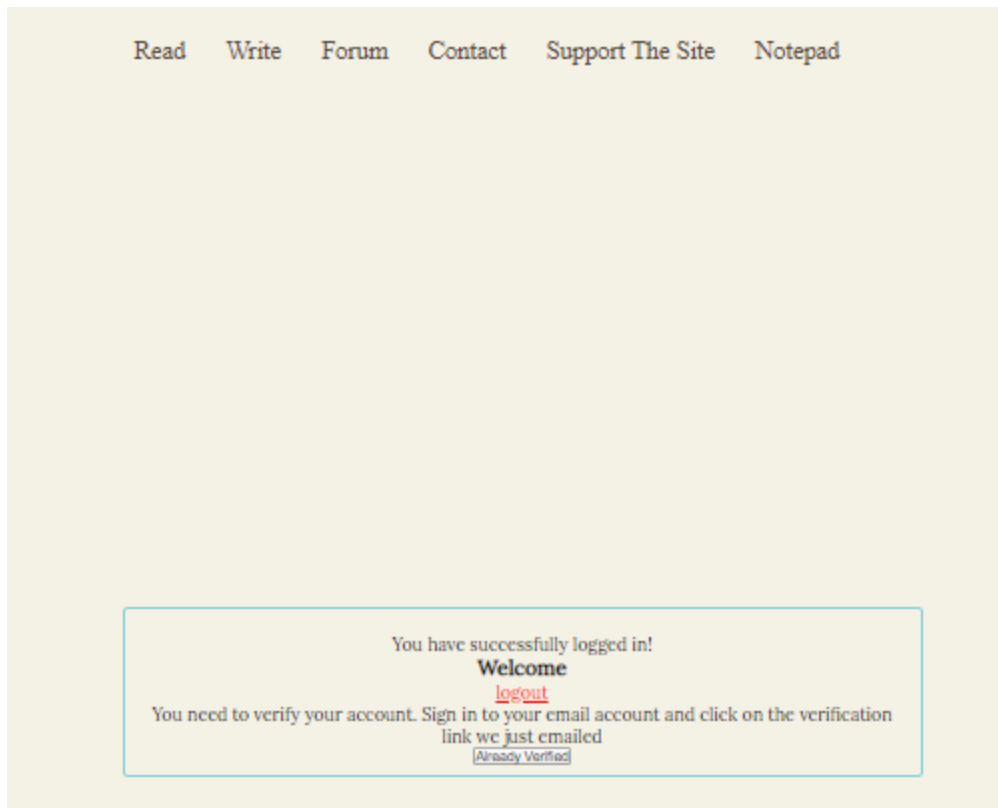 Read Write Forum Contact Support The Site Notepad
You have successfully logged in!
Welcome
logout
You need to verify your account. Sign in to your email account and click on the verification
link we just emailed
Already Verified